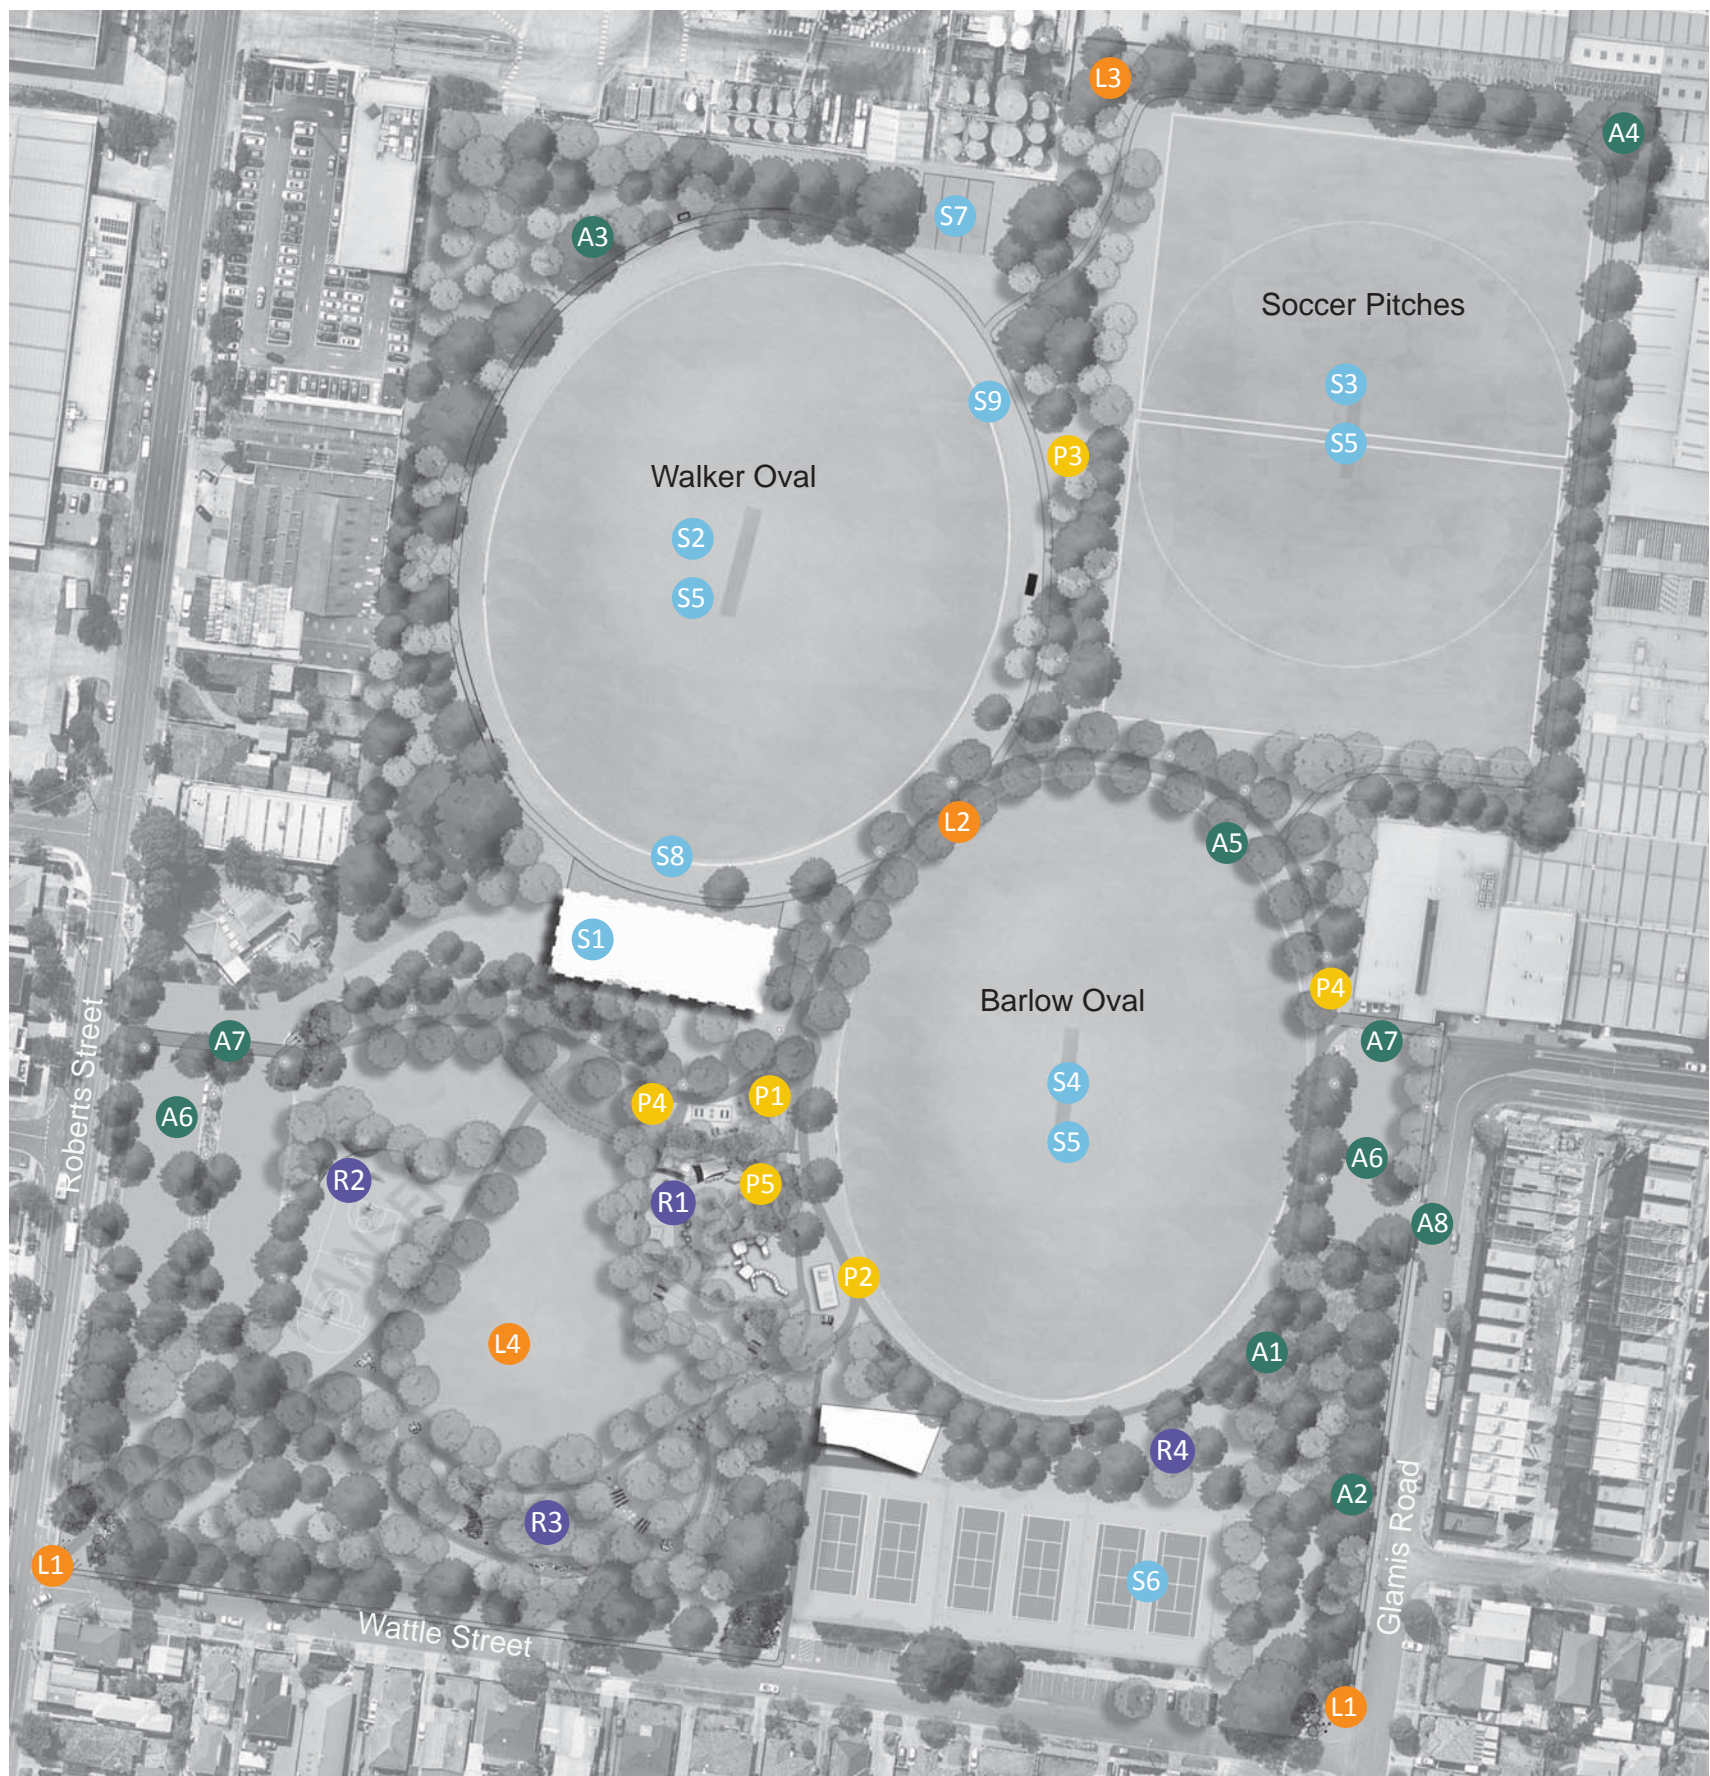 L3
A4
S7
A3
Soccer Pitches
S3
S9
S5
P3
Walker Oval
S2
S5
L2
A5
S8
S1
P4
Barlow Oval
A7
A7
S4
P1
P4
A6
S5
A6
R2
P5
R1
Roberts Street
A8
P2
L4
A1
R4
A2
R3
Glamis Road
L1
S6
Wattle Street
L1